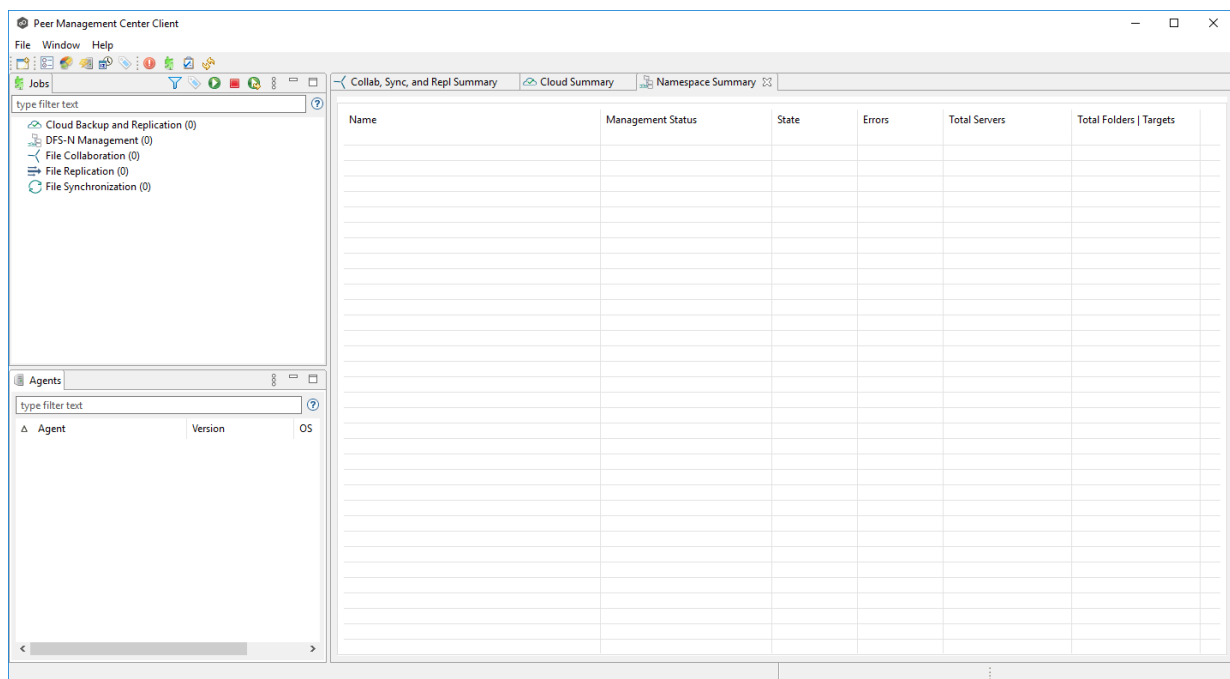 Peer Management Center Client
File Window Help
Jobs
type filter text
Cloud Backup and Replication (0)
DFS-N Management (0)
File Collaboration (0)
File Replication (0)
File Synchronization (0)
Agents
type filter text
Agent Version OS
Collab, Sync, and Repl Summary Cloud Summary Namespace Summary
Name Management Status State Errors Total Servers Total Folders | Targets